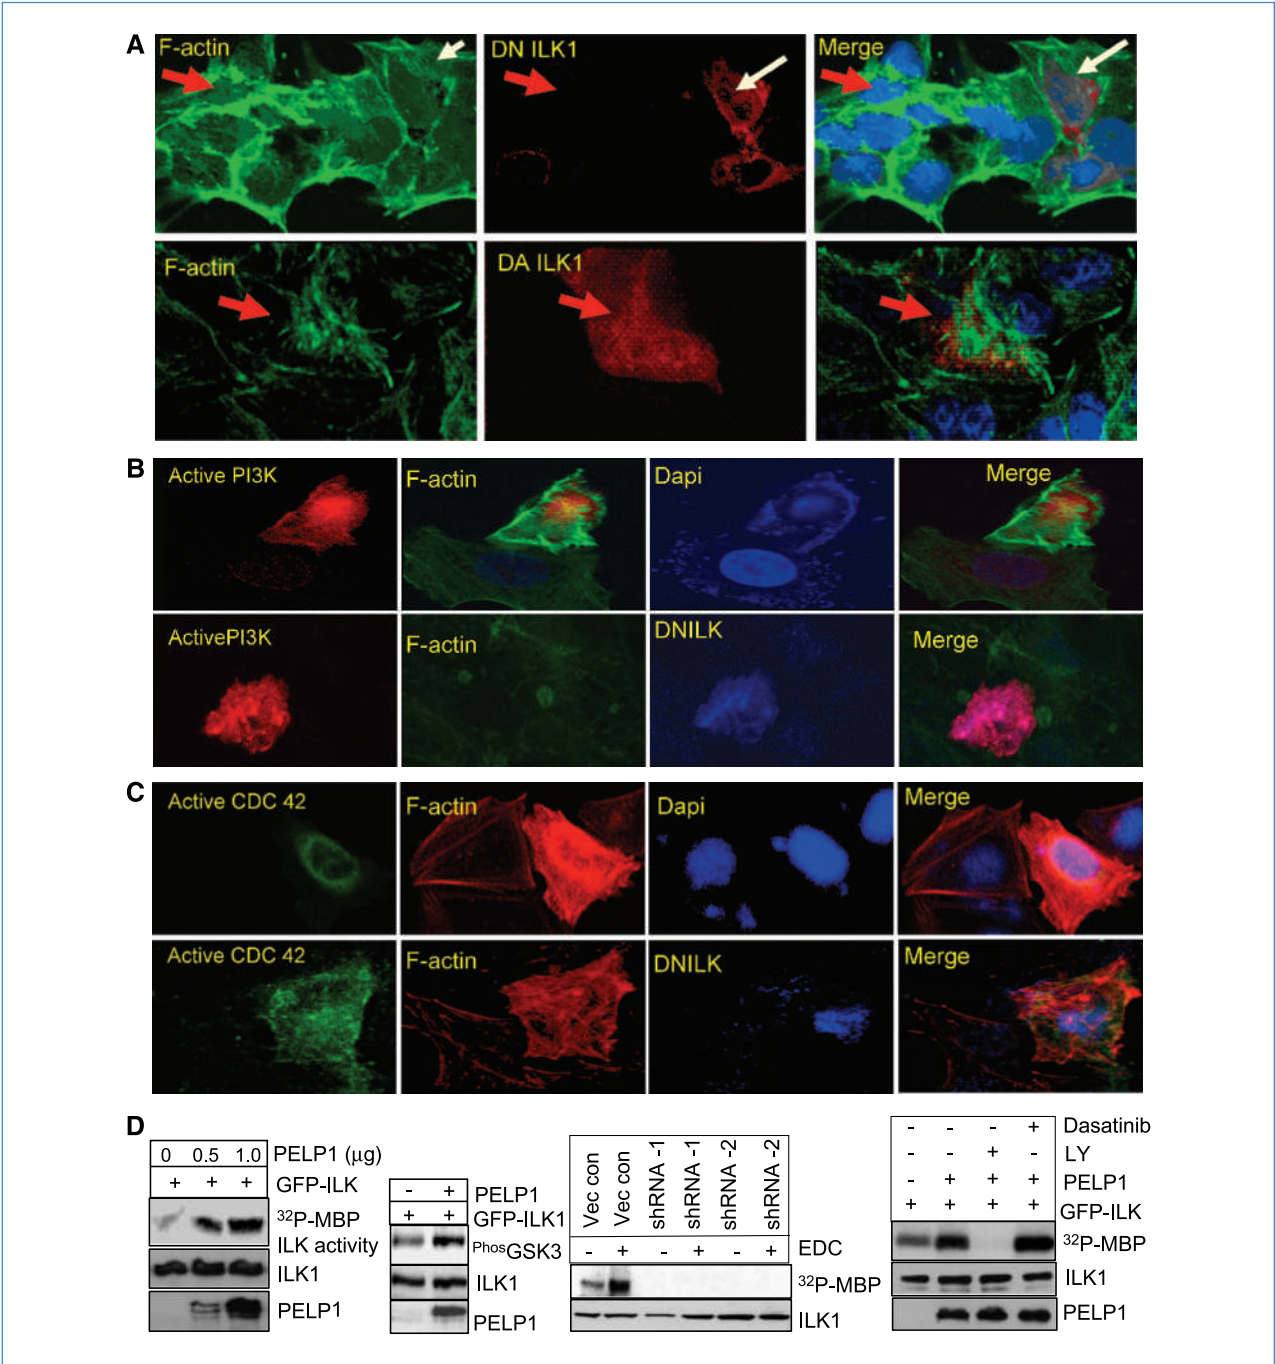 A
F-actin
DN ILK1
Merge
F-actin
DA ILK1
B
Active PI3K
F-actin
Dapi
Merge
ActivePI3K
F-actin
DNILK
Merge
C
Active CDC 42
F-actin
Dapi
Merge
Active CDC 42
F-actin
DNILK
Merge
D
0 0.5 1.0 PELP1 (μg)
+ + + GFP-ILK
32P-MBP
ILK activity
ILK1
PELP1
- + PELP1
+ + GFP-ILK1
PhosGSK3
ILK1
PELP1
Vec con Vec con shRNA -1 shRNA -1 shRNA -2 shRNA -2
- + - + - + EDC
32P-MBP
ILK1
- - - + Dasatinib
- - + - LY
- + + + PELP1
+ + + + GFP-ILK
32P-MBP
ILK1
PELP1